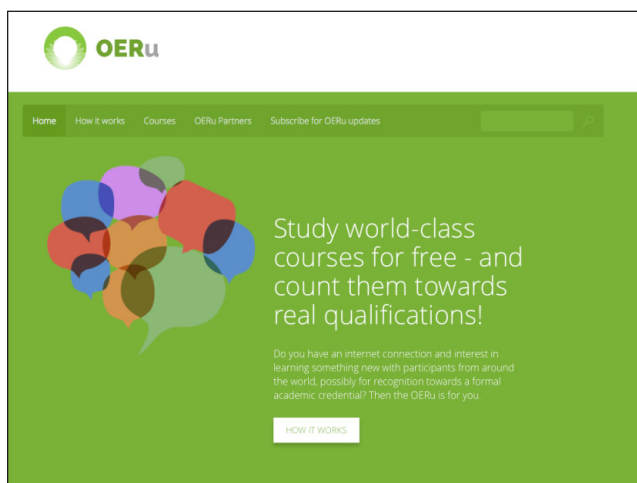 OERu
Home How it works Courses OERu Partners Subscribe for OERu updates
Study world-class
courses for free - and
count them towards
real qualifications!
Do you have an internet connection and interest in
learning something new with participants from around
the world, possibly for recognition towards a formal
academic credential? Then the OERu is for you.
HOW IT WORKS